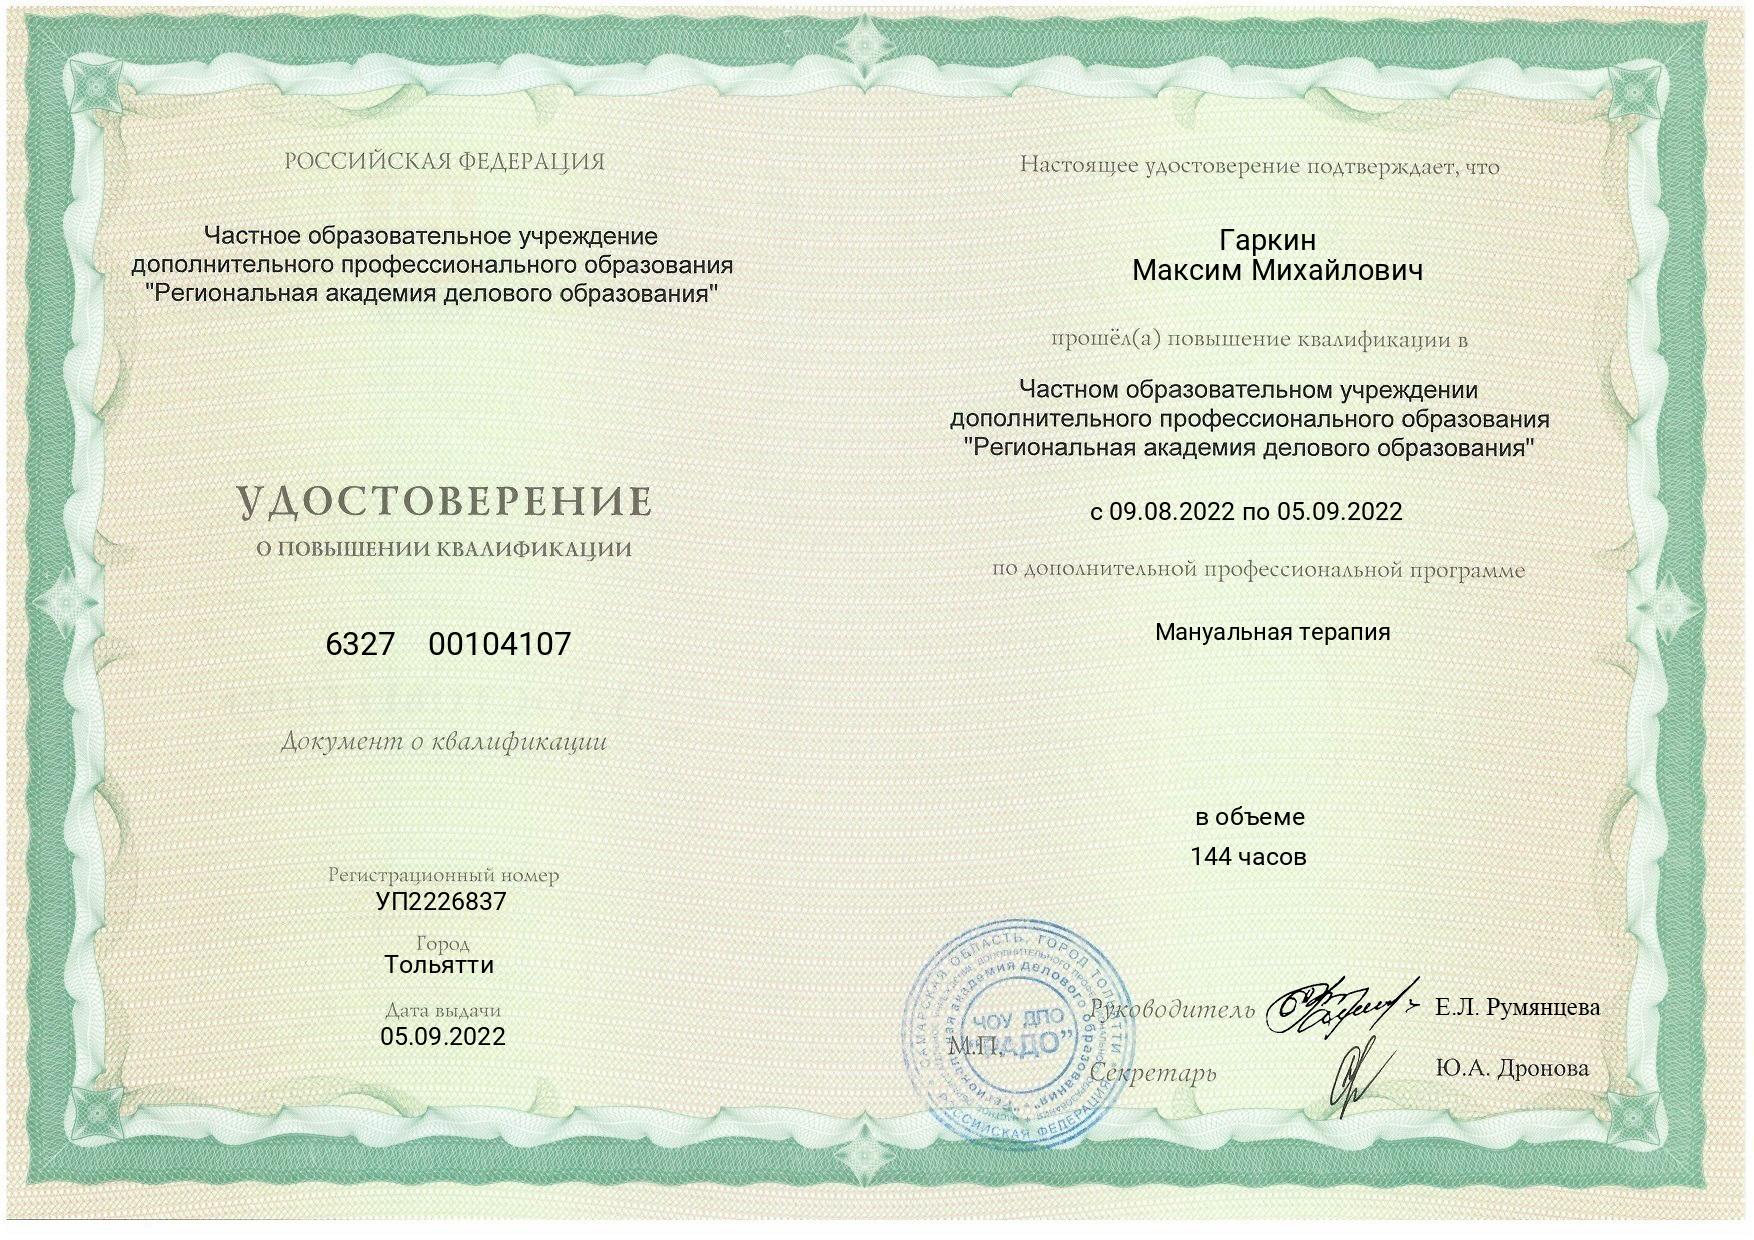 РОССИЙСКАЯ ФЕДЕРАЦИЯ
Частное образовательное учреждение
дополнительного профессионального образования
"Региональная академия делового образования"
УДОСТОВЕРЕНИЕ
О ПОВЫШЕНИИ КВАЛИФИКАЦИИ
6327 00104107
Документ о квалификации
Регистрационный номер
УП2226837
Город
Тольятти
Дата выдачи
05.09.2022
Настоящее удостоверение подтверждает, что
Гаркин
Максим Михайлович
прошёл(а) повышение квалификации в
Частном образовательном учреждении
дополнительного профессионального образования
"Региональная академия делового образования"
с 09.08.2022 по 05.09.2022
по дополнительной профессиональной программе
Мануальная терапия
в объеме
144 часов
Руководитель Е.Л. Румянцева
М.П.
Секретарь Ю.А. Дронова
САМАРСКАЯ ОБЛАСТЬ, ГОРОД ТОЛЬЯТТИ
РОССИЙСКАЯ ФЕДЕРАЦИЯ
"Региональная академия делового образования"
ЧОУ ДПО
"РАДО"